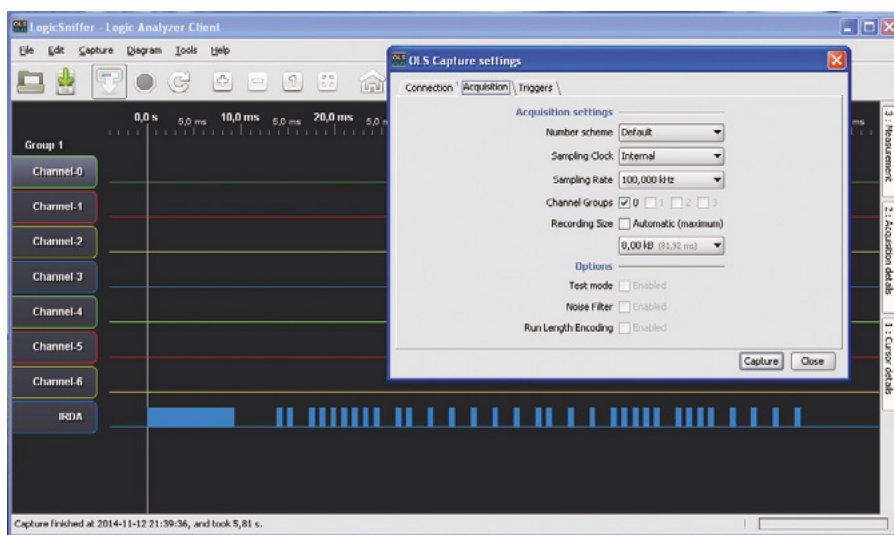 LogicSniffer - Logic Analyzer Client
File Edit Capture Diagram Tools Help
OLS Capture settings
Connection Acquisition Triggers
Acquisition settings
Number scheme Default
Sampling Clock Internal
Sampling Rate 100,000 kHz
Channel Groups 0 1 2 3
Recording Size Automatic (maximum)
8,00 kB (81,92 ms)
Options
Test mode Enabled
Noise Filter Enabled
Run Length Encoding Enabled
Capture Close
0,0 s 5,0 ms 10,0 ms 5,0 ms 20,0 ms
ms
Group 1
Channel-0
Channel-1
Channel-2
Channel-3
Channel-4
Channel-5
Channel-6
IRDA
3 : Measurement
2 : Acquisition details
1 : Cursor details
Capture finished at 2014-11-12 21:39:36, and took 5,81 s.